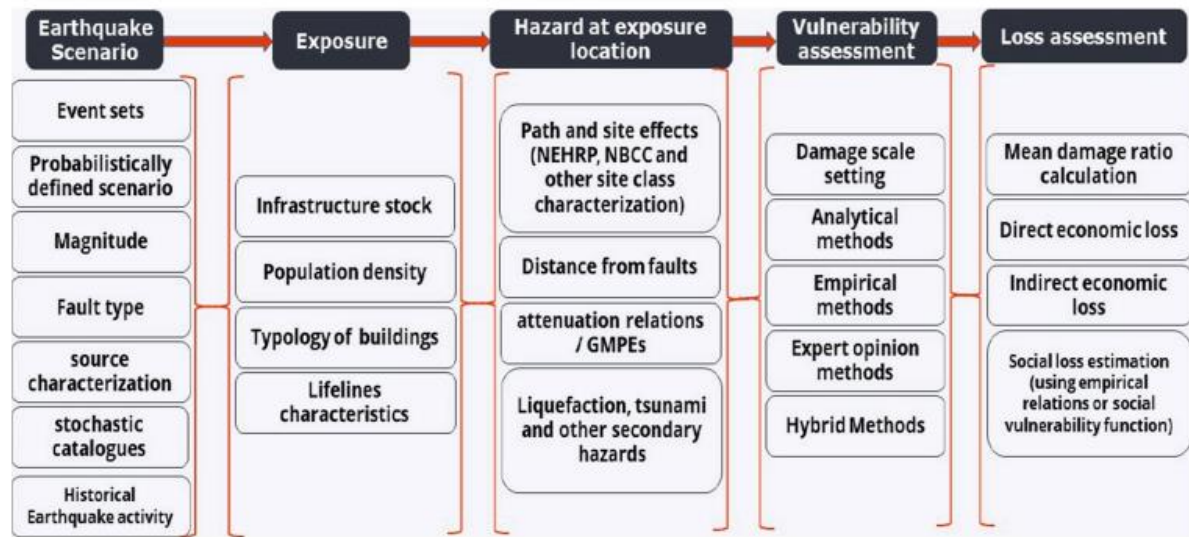 Earthquake
Scenario
Exposure
Hazard at exposure
location
Vulnerability
assessment
Loss assessment
Event sets
Probabilistically
defined scenario
Magnitude
Fault type
source
characterization
stochastic
catalogues
Historical
Earthquake activity
Infrastructure stock
Population density
Typology of buildings
Lifelines
characteristics
Path and site effects
(NEHRP, NBCC and
other site class
characterization)
Distance from faults
attenuation relations
/ GMPEs
Liquefaction, tsunami
and other secondary
hazards
Damage scale
setting
Analytical
methods
Empirical
methods
Expert opinion
methods
Hybrid Methods
Mean damage ratio
calculation
Direct economic loss
Indirect economic
loss
Social loss estimation
(using empirical
relations or social
vulnerability function)